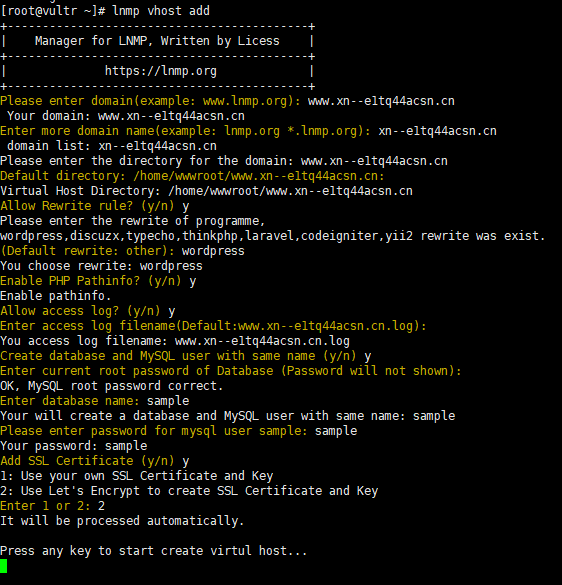 [root@vultr ~]# lnmp vhost add
+-------------------------------------------+
|    Manager for LNMP, Written by Licess    |
+-------------------------------------------+
|              https://lnmp.org             |
+-------------------------------------------+
Please enter domain(example: www.lnmp.org): www.xn--e1tq44acsn.cn
 Your domain: www.xn--e1tq44acsn.cn
Enter more domain name(example: lnmp.org *.lnmp.org): xn--e1tq44acsn.cn
 domain list: xn--e1tq44acsn.cn
Please enter the directory for the domain: www.xn--e1tq44acsn.cn
Default directory: /home/wwwroot/www.xn--e1tq44acsn.cn:
Virtual Host Directory: /home/wwwroot/www.xn--e1tq44acsn.cn
Allow Rewrite rule? (y/n) y
Please enter the rewrite of programme,
wordpress,discuzx,typecho,thinkphp,laravel,codeigniter,yii2 rewrite was exist.
(Default rewrite: other): wordpress
You choose rewrite: wordpress
Enable PHP Pathinfo? (y/n) y
Enable pathinfo.
Allow access log? (y/n) y
Enter access log filename(Default:www.xn--e1tq44acsn.cn.log):
You access log filename: www.xn--e1tq44acsn.cn.log
Create database and MySQL user with same name (y/n) y
Enter current root password of Database (Password will not shown):
OK, MySQL root password correct.
Enter database name: sample
Your will create a database and MySQL user with same name: sample
Please enter password for mysql user sample: sample
Your password: sample
Add SSL Certificate (y/n) y
1: Use your own SSL Certificate and Key
2: Use Let's Encrypt to create SSL Certificate and Key
Enter 1 or 2: 2
It will be processed automatically.
Press any key to start create virtul host...